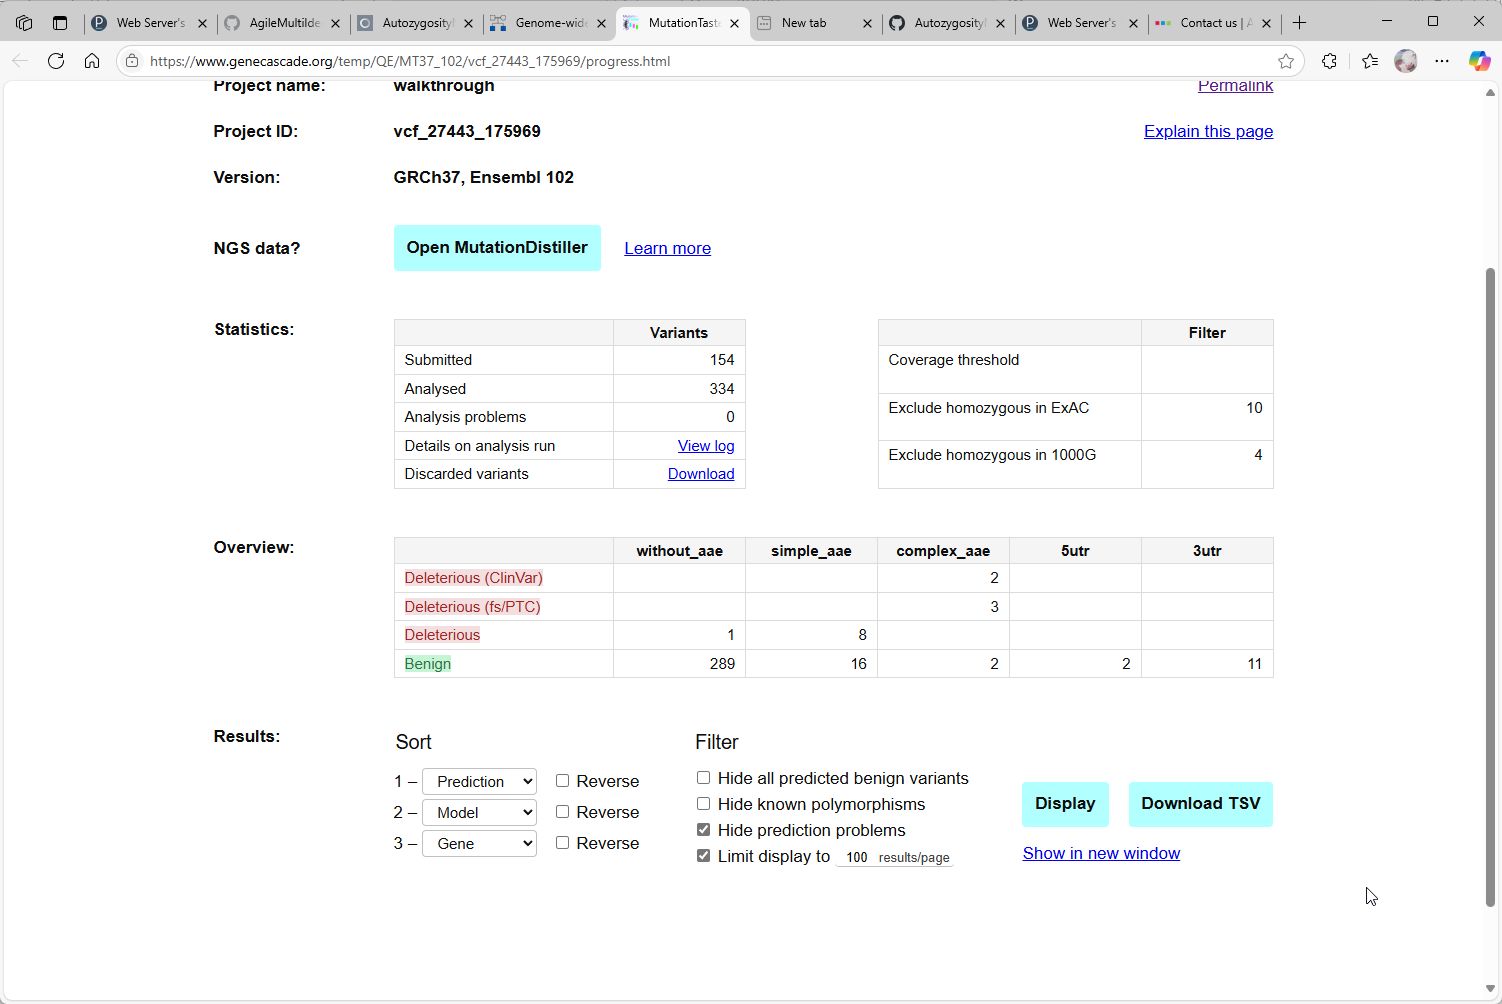 Web Server's
AgileMultiIde
Autozygosity
Genome-wide
MutationTaste
New tab
Autozygosity
Web Server's
Contact us | A
https://www.genecascade.org/temp/QE/MT37_102/vcf_27443_175969/progress.html
Project name: walkthrough Permalink
Project ID: vcf_27443_175969 Explain this page
Version: GRCh37, Ensembl 102
NGS data? Open MutationDistiller Learn more
Statistics:
Variants
Submitted 154
Analysed 334
Analysis problems 0
Details on analysis run View log
Discarded variants Download
Filter
Coverage threshold
Exclude homozygous in ExAC 10
Exclude homozygous in 1000G 4
Overview:
without_aae simple_aae complex_aae 5utr 3utr
Deleterious (ClinVar) 2
Deleterious (fs/PTC) 3
Deleterious 1 8
Benign 289 16 2 2 11
Results:
Sort
1 – Prediction Reverse
2 – Model Reverse
3 – Gene Reverse
Filter
Hide all predicted benign variants
Hide known polymorphisms
Hide prediction problems
Limit display to 100 results/page
Display
Download TSV
Show in new window